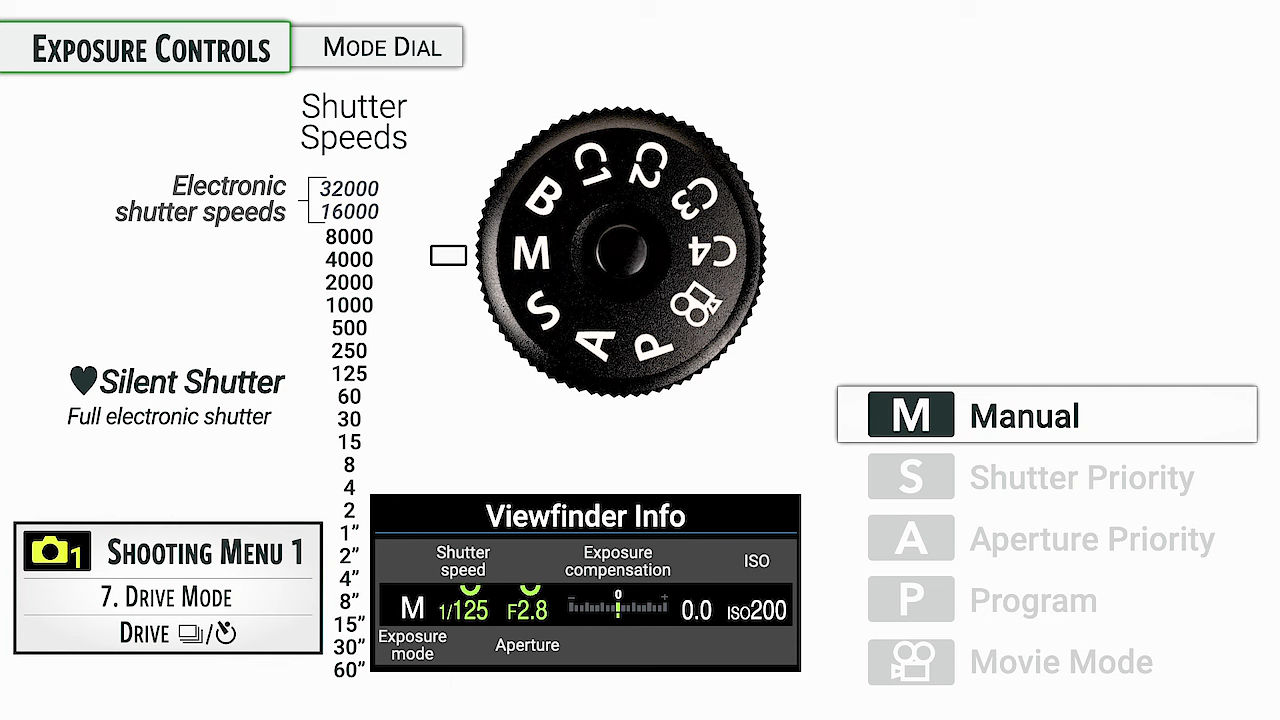 EXPOSURE CONTROLS
MODE DIAL
Shutter
Speeds
Electronic
shutter speeds
32000
16000
8000
4000
2000
1000
500
250
125
60
30
15
8
4
2
1”
2”
4”
8”
15”
30”
60”
♥Silent Shutter
Full electronic shutter
1 SHOOTING MENU 1
7. DRIVE MODE
DRIVE /
C1
C2
C3
C4
P
A
S
M
B
Viewfinder Info
Shutter
speed
Exposure
compensation
ISO
M 1/125 F2.8 - 0 + 0.0 ISO200
Exposure
mode
Aperture
M Manual
S Shutter Priority
A Aperture Priority
P Program
Movie Mode